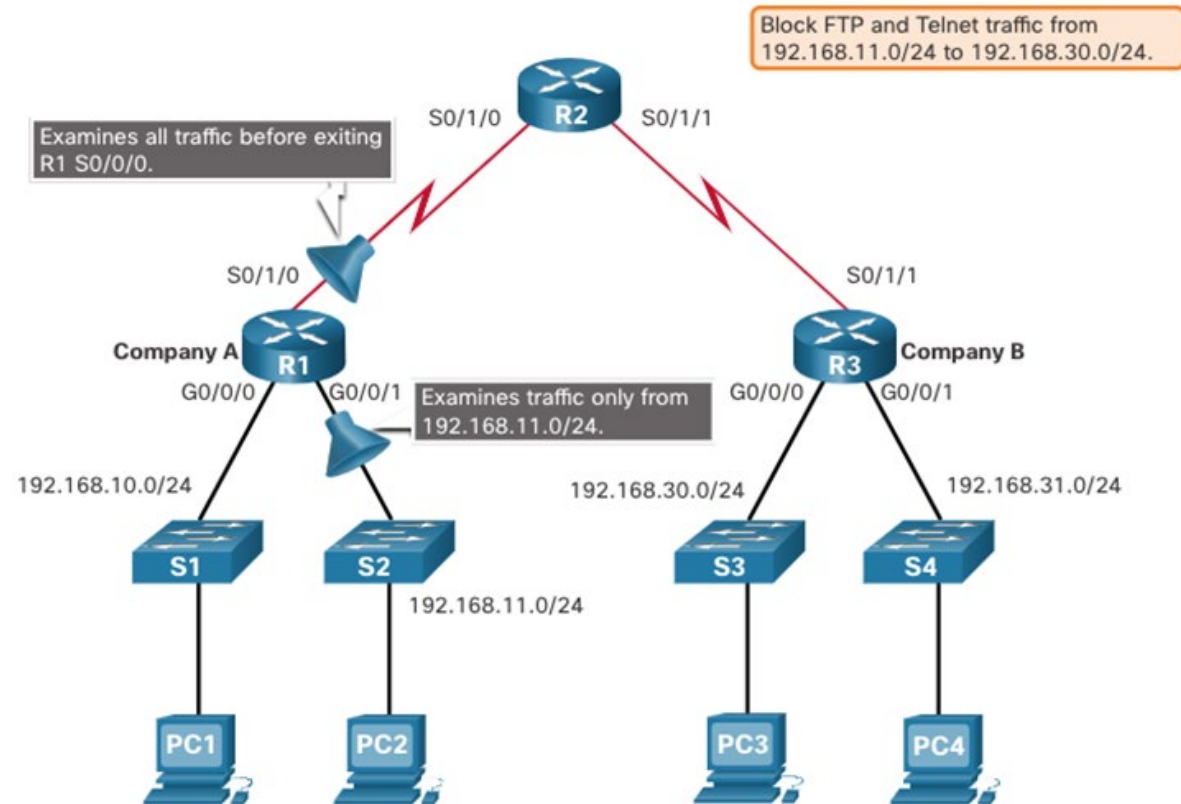 Block FTP and Telnet traffic from
192.168.11.0/24 to 192.168.30.0/24.
R2
S0/1/0
S0/1/1
Examines all traffic before exiting
R1 S0/0/0.
S0/1/0
S0/1/1
Company A
R1
R3
Company B
G0/0/0
G0/0/1
G0/0/0
G0/0/1
Examines traffic only from
192.168.11.0/24.
192.168.10.0/24
192.168.30.0/24
192.168.31.0/24
S1
S2
S3
S4
192.168.11.0/24
PC1
PC2
PC3
PC4